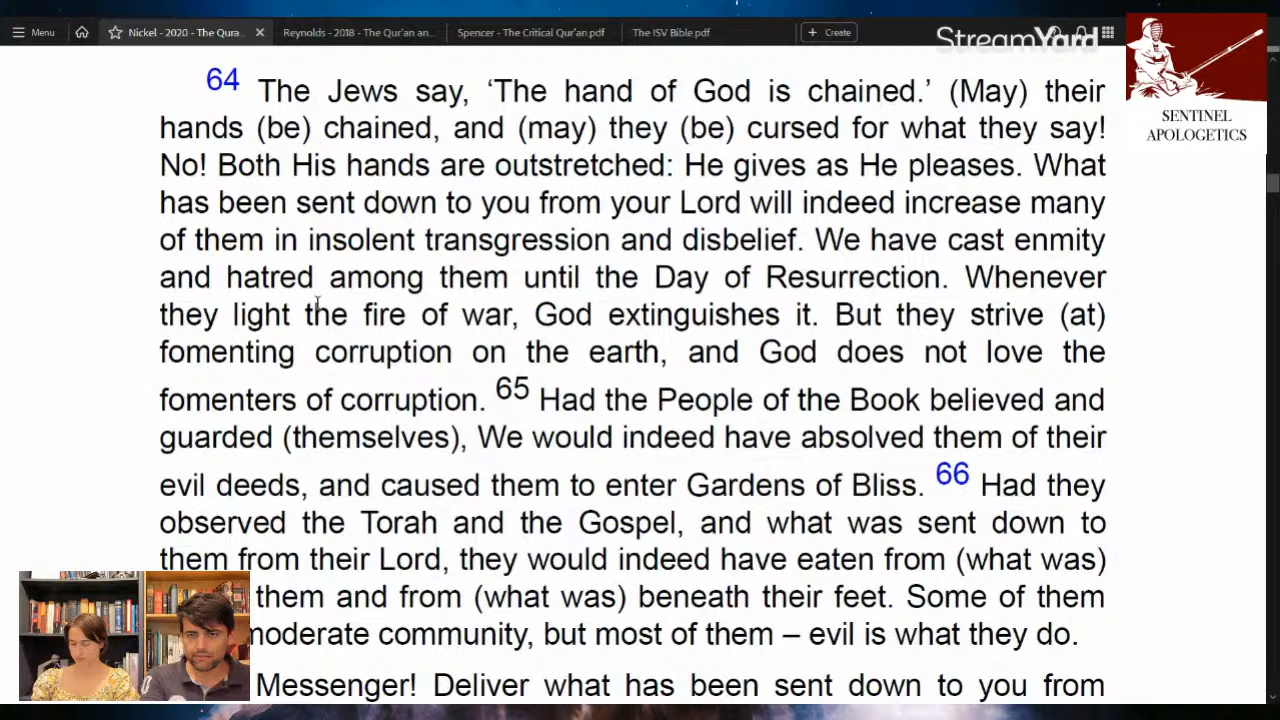 Menu
Nickel - 2020 - The Qura...
Reynolds - 2018 - The Qur'an an...
Spencer - The Critical Qur'an.pdf
The ISV Bible.pdf
+ Create
StreamYard
SENTINEL
APOLOGETICS
64 The Jews say, ‘The hand of God is chained.’ (May) their
hands (be) chained, and (may) they (be) cursed for what they say!
No! Both His hands are outstretched: He gives as He pleases. What
has been sent down to you from your Lord will indeed increase many
of them in insolent transgression and disbelief. We have cast enmity
and hatred among them until the Day of Resurrection. Whenever
they light the fire of war, God extinguishes it. But they strive (at)
fomenting corruption on the earth, and God does not love the
fomenters of corruption. 65 Had the People of the Book believed and
guarded (themselves), We would indeed have absolved them of their
evil deeds, and caused them to enter Gardens of Bliss. 66 Had they
observed the Torah and the Gospel, and what was sent down to
them from their Lord, they would indeed have eaten from (what was)
them and from (what was) beneath their feet. Some of them
moderate community, but most of them – evil is what they do.
Messenger! Deliver what has been sent down to you from